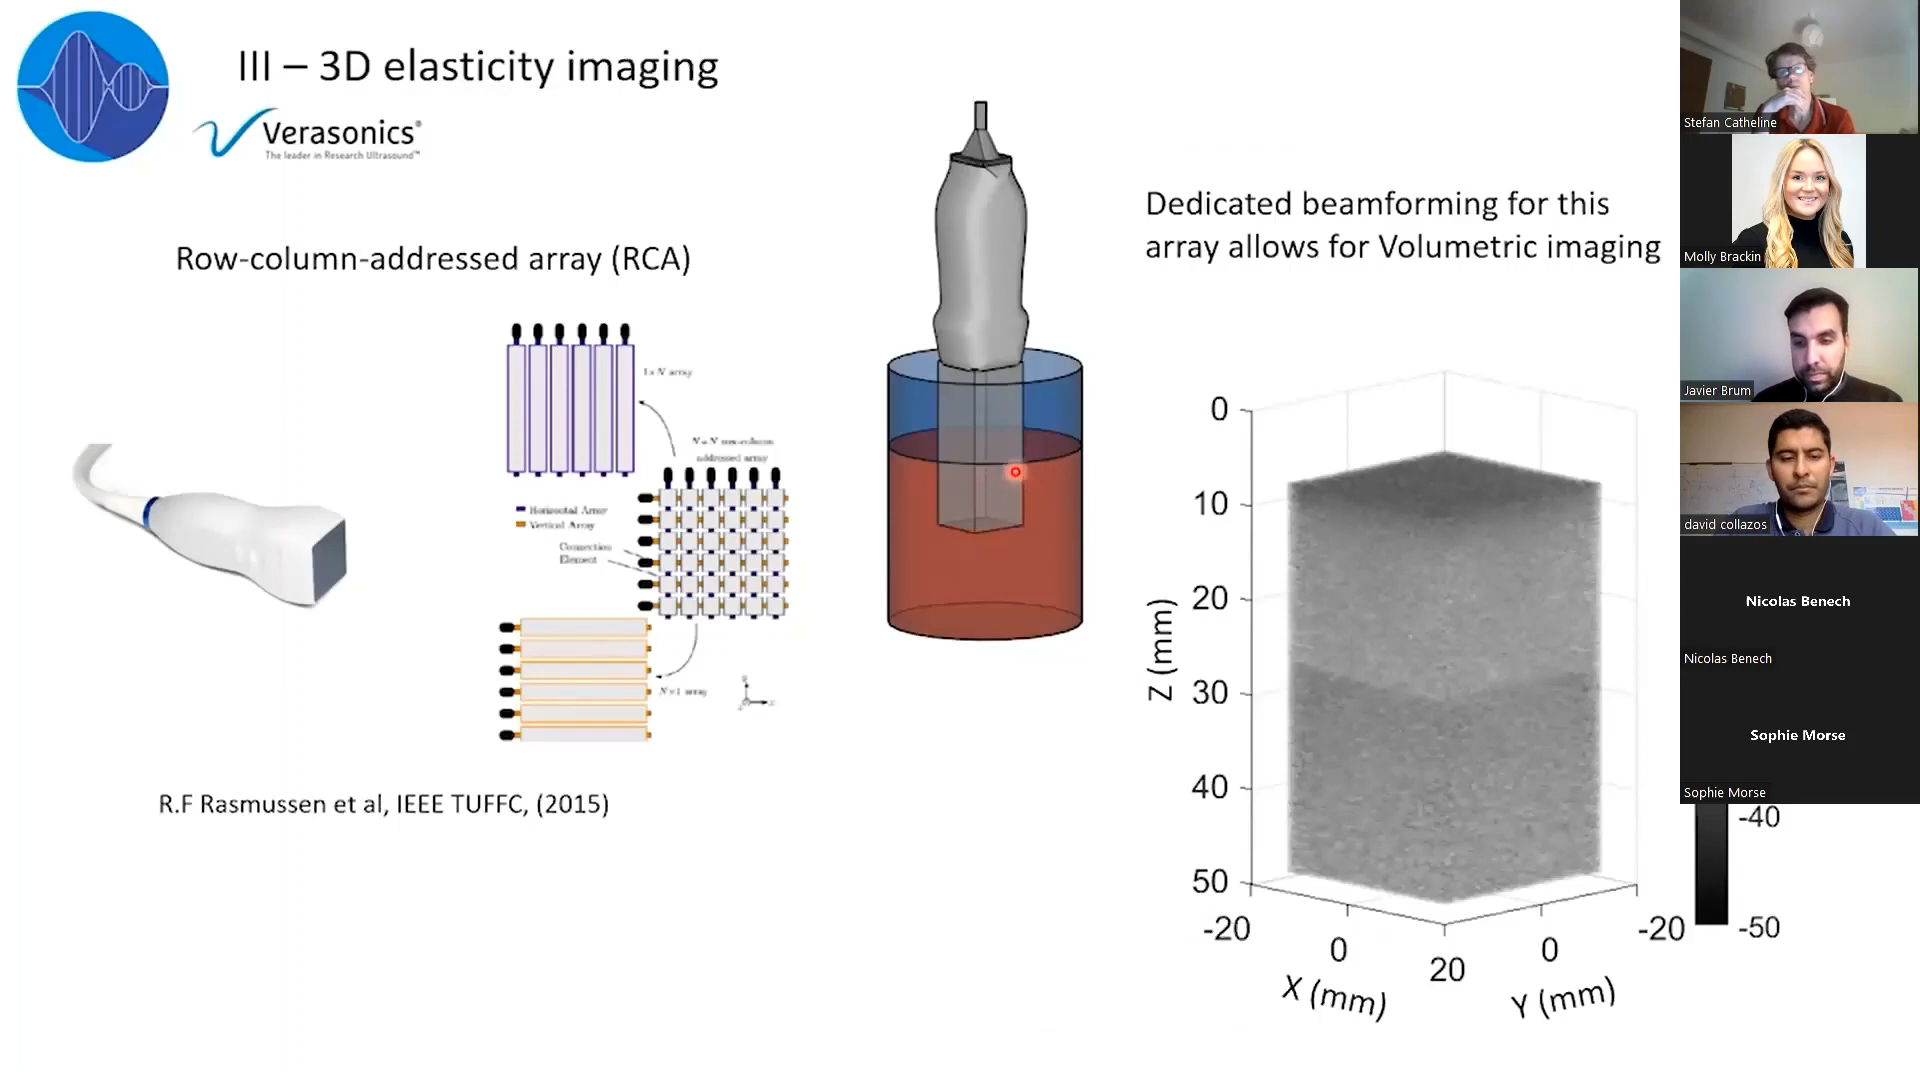 III – 3D elasticity imaging
Verasonics®
The leader in Research Ultrasound™
Row-column-addressed array (RCA)
Dedicated beamforming for this
array allows for Volumetric imaging
1×N array
N×N row-column
addressed array
Horizontal Array
Vertical Array
Connection
Element
N×1 array
R.F Rasmussen et al, IEEE TUFFC, (2015)
0
10
20
30
40
50
Z (mm)
-20
0
20
0
-20
X (mm)
Y (mm)
-40
-50
Stefan Catheline
Molly Brackin
Javier Brum
david collazos
Nicolas Benech
Nicolas Benech
Sophie Morse
Sophie Morse